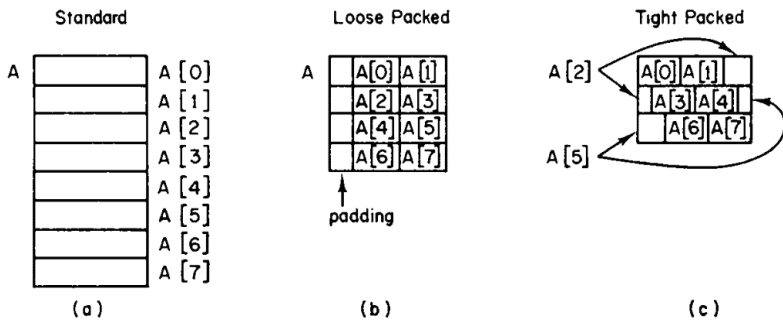 Standard
Loose Packed
Tight Packed
A
A [0]
A [1]
A [2]
A [3]
A [4]
A [5]
A [6]
A [7]
(a)
A
A[0] A[1]
A[2] A[3]
A[4] A[5]
A[6] A[7]
padding
(b)
A[2]
A[0] A[1]
A[3] A[4]
A[6] A[7]
A[5]
(c)